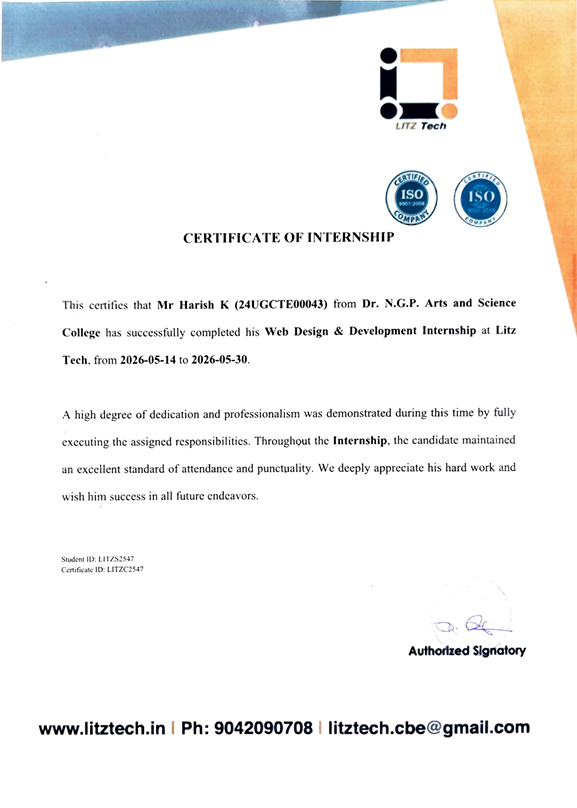 LITZ Tech
CERTIFIED
ISO
9001:2008
COMPANY
CERTIFIED
ISO
COMPANY
CERTIFICATE OF INTERNSHIP
This certifies that Mr Harish K (24UGCTE00043) from Dr. N.G.P. Arts and Science
College has successfully completed his Web Design & Development Internship at Litz
Tech, from 2026-05-14 to 2026-05-30.
A high degree of dedication and professionalism was demonstrated during this time by fully
executing the assigned responsibilities. Throughout the Internship, the candidate maintained
an excellent standard of attendance and punctuality. We deeply appreciate his hard work and
wish him success in all future endeavors.
Student ID: LITZS2547
Certificate ID: LITZC2547
Authorized Signatory
www.litztech.in | Ph: 9042090708 | litztech.cbe@gmail.com